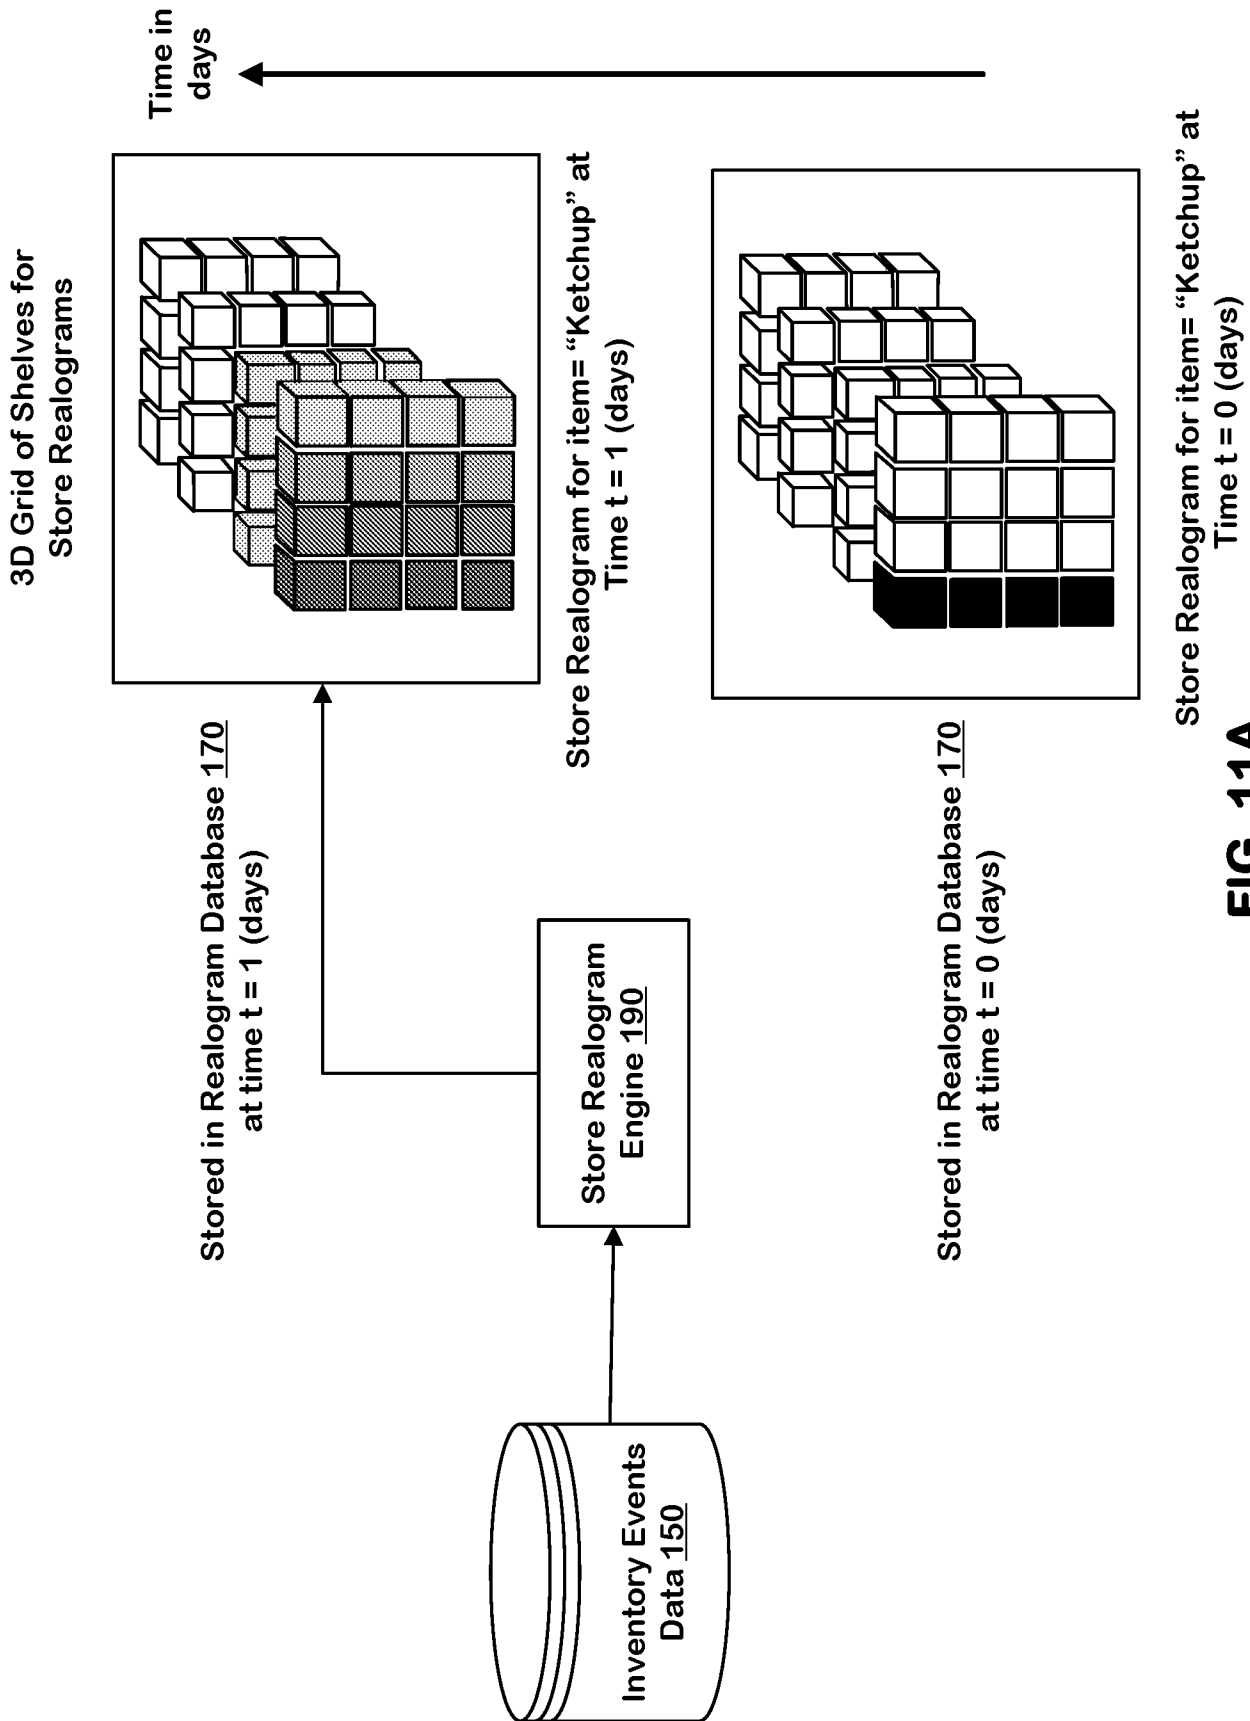 3D Grid of Shelves for
Store Realograms
Time in
days
Stored in Realogram Database 170
at time t = 1 (days)
Store Realogram for item= “Ketchup” at
Time t = 1 (days)
Inventory Events
Data 150
Store Realogram
Engine 190
Stored in Realogram Database 170
at time t = 0 (days)
Store Realogram for item= “Ketchup” at
Time t = 0 (days)
FIG. 11A